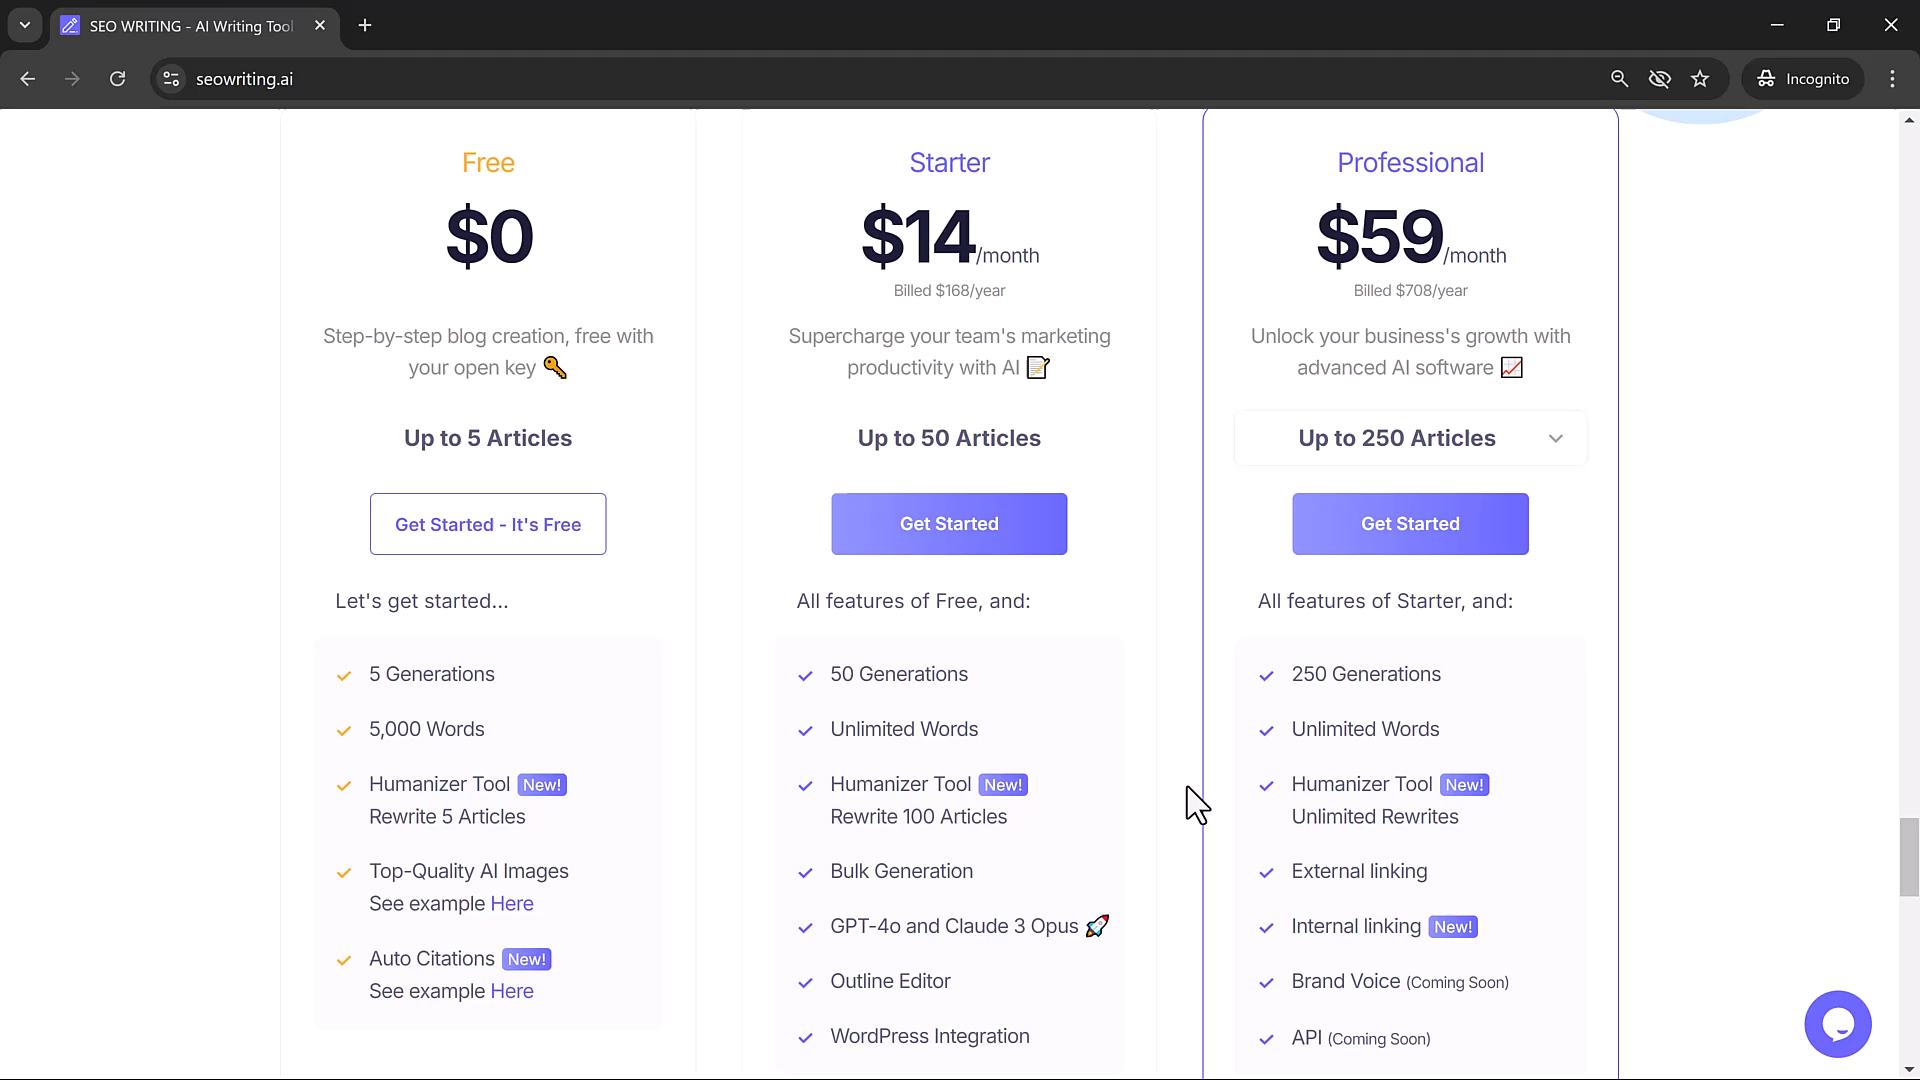 SEO WRITING - AI Writing Tool
seowriting.ai
Incognito
Free
$0
Step-by-step blog creation, free with
your open key 🔑
Up to 5 Articles
Get Started - It's Free
Let's get started...
5 Generations
5,000 Words
Humanizer Tool New!
Rewrite 5 Articles
Top-Quality AI Images
See example Here
Auto Citations New!
See example Here
Starter
$14/month
Billed $168/year
Supercharge your team's marketing
productivity with AI 📝
Up to 50 Articles
Get Started
All features of Free, and:
50 Generations
Unlimited Words
Humanizer Tool New!
Rewrite 100 Articles
Bulk Generation
GPT-4o and Claude 3 Opus 🚀
Outline Editor
WordPress Integration
Professional
$59/month
Billed $708/year
Unlock your business's growth with
advanced AI software 📈
Up to 250 Articles
Get Started
All features of Starter, and:
250 Generations
Unlimited Words
Humanizer Tool New!
Unlimited Rewrites
External linking
Internal linking New!
Brand Voice (Coming Soon)
API (Coming Soon)